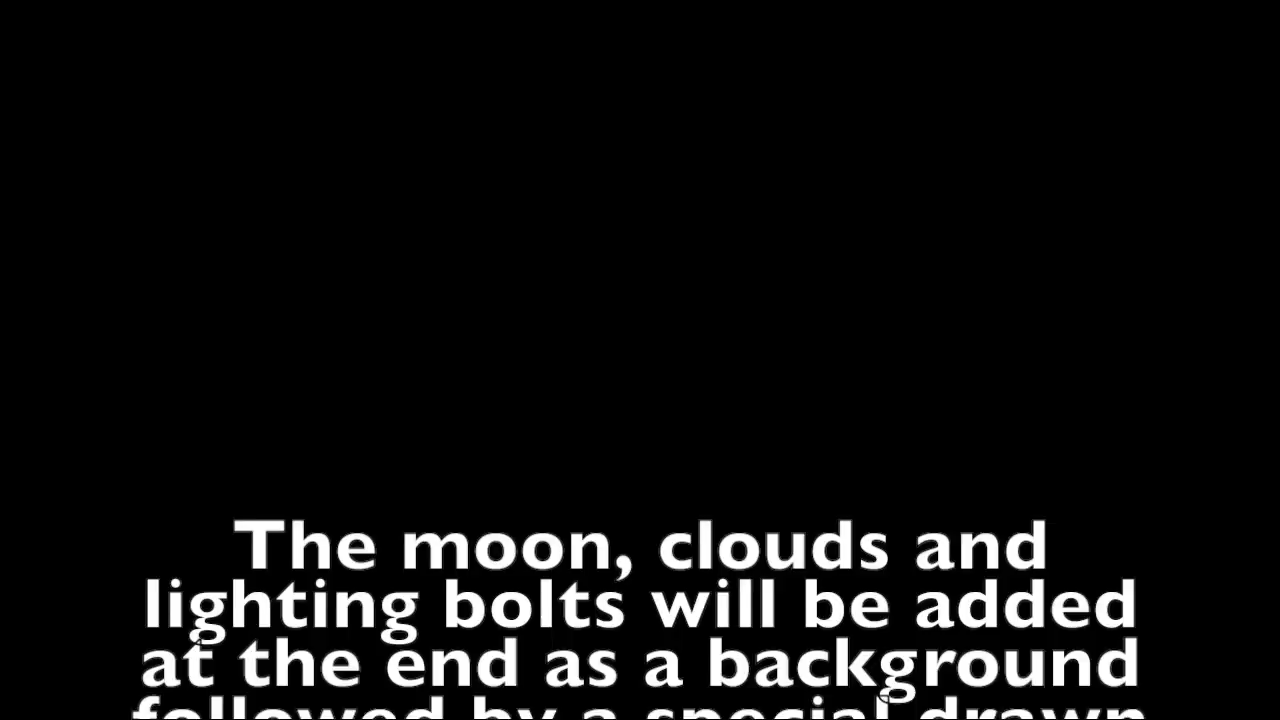 The moon, clouds and
lighting bolts will be added
at the end as a background
followed by a special drawn